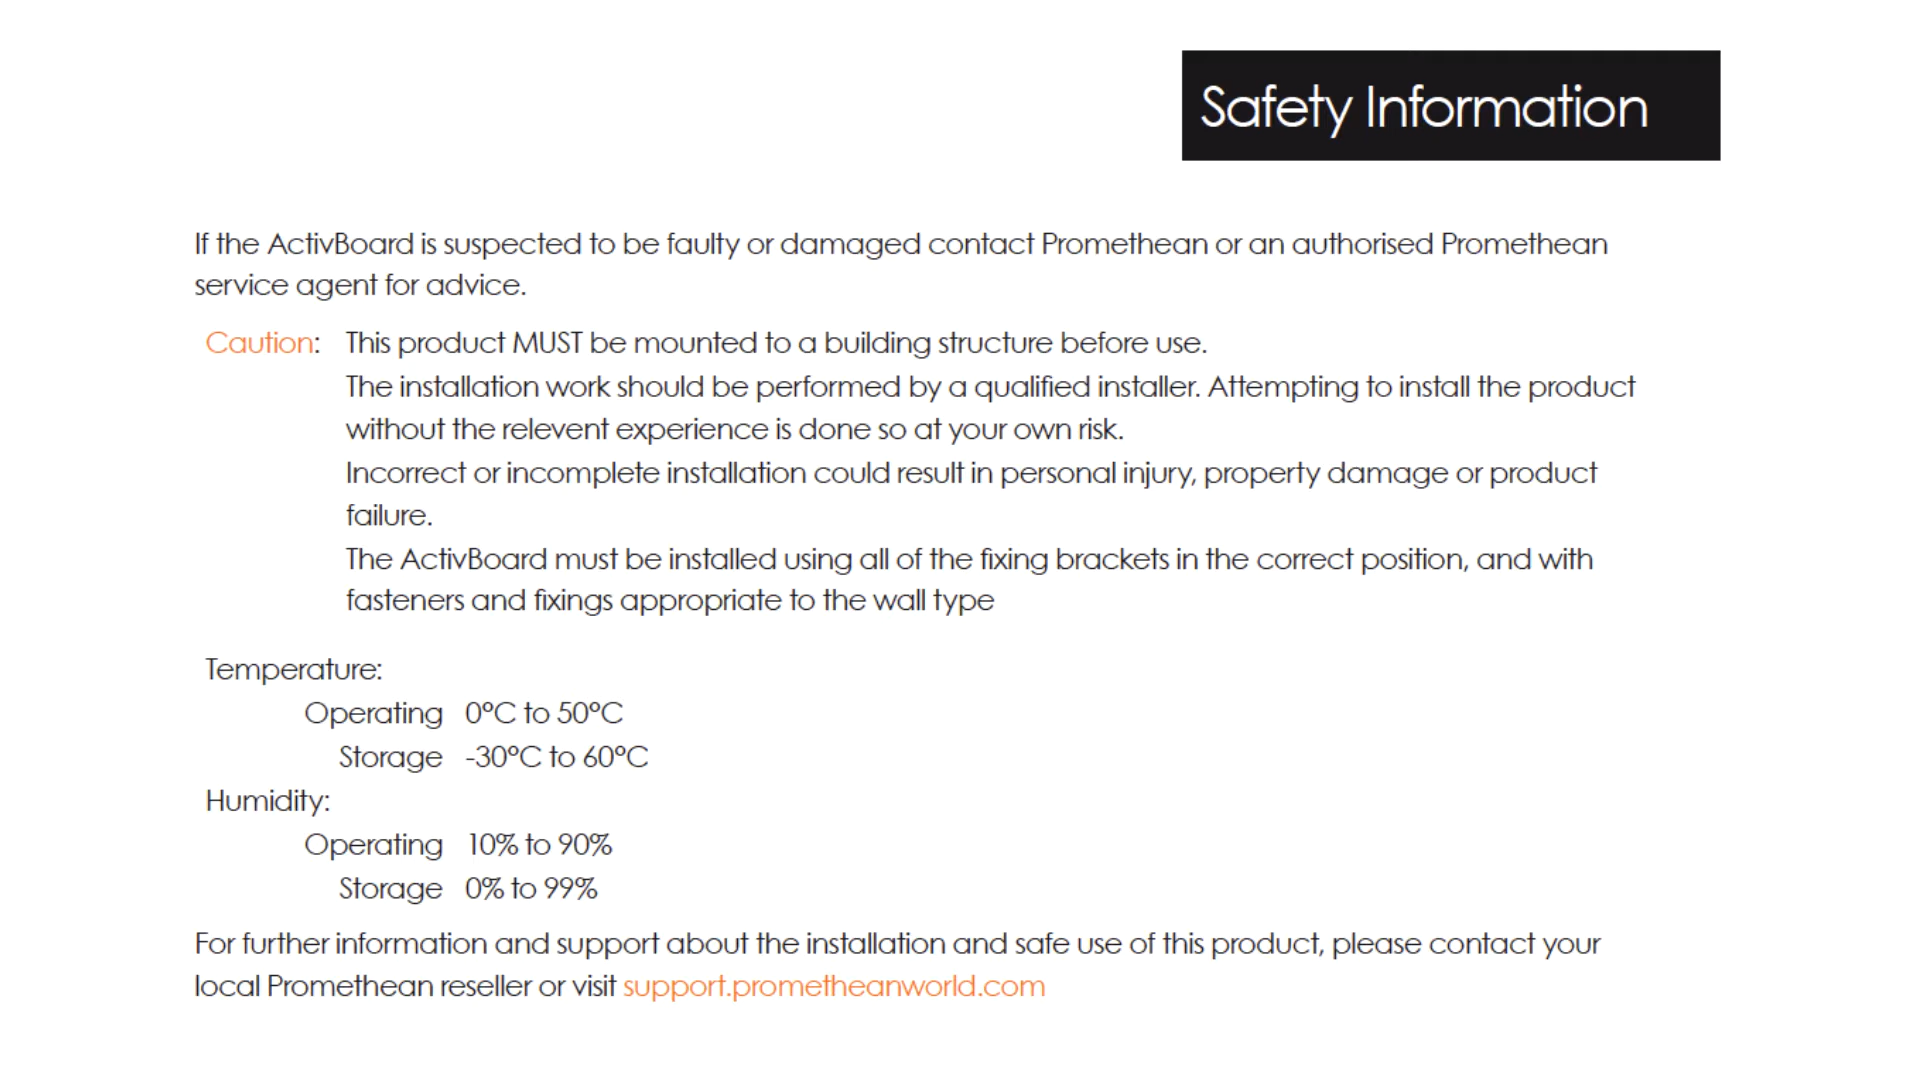 Safety Information
If the ActivBoard is suspected to be faulty or damaged contact Promethean or an authorised Promethean
service agent for advice.
Caution: This product MUST be mounted to a building structure before use.
The installation work should be performed by a qualified installer. Attempting to install the product
without the relevent experience is done so at your own risk.
Incorrect or incomplete installation could result in personal injury, property damage or product
failure.
The ActivBoard must be installed using all of the fixing brackets in the correct position, and with
fasteners and fixings appropriate to the wall type
Temperature:
Operating 0°C to 50°C
Storage -30°C to 60°C
Humidity:
Operating 10% to 90%
Storage 0% to 99%
For further information and support about the installation and safe use of this product, please contact your
local Promethean reseller or visit support.prometheanworld.com